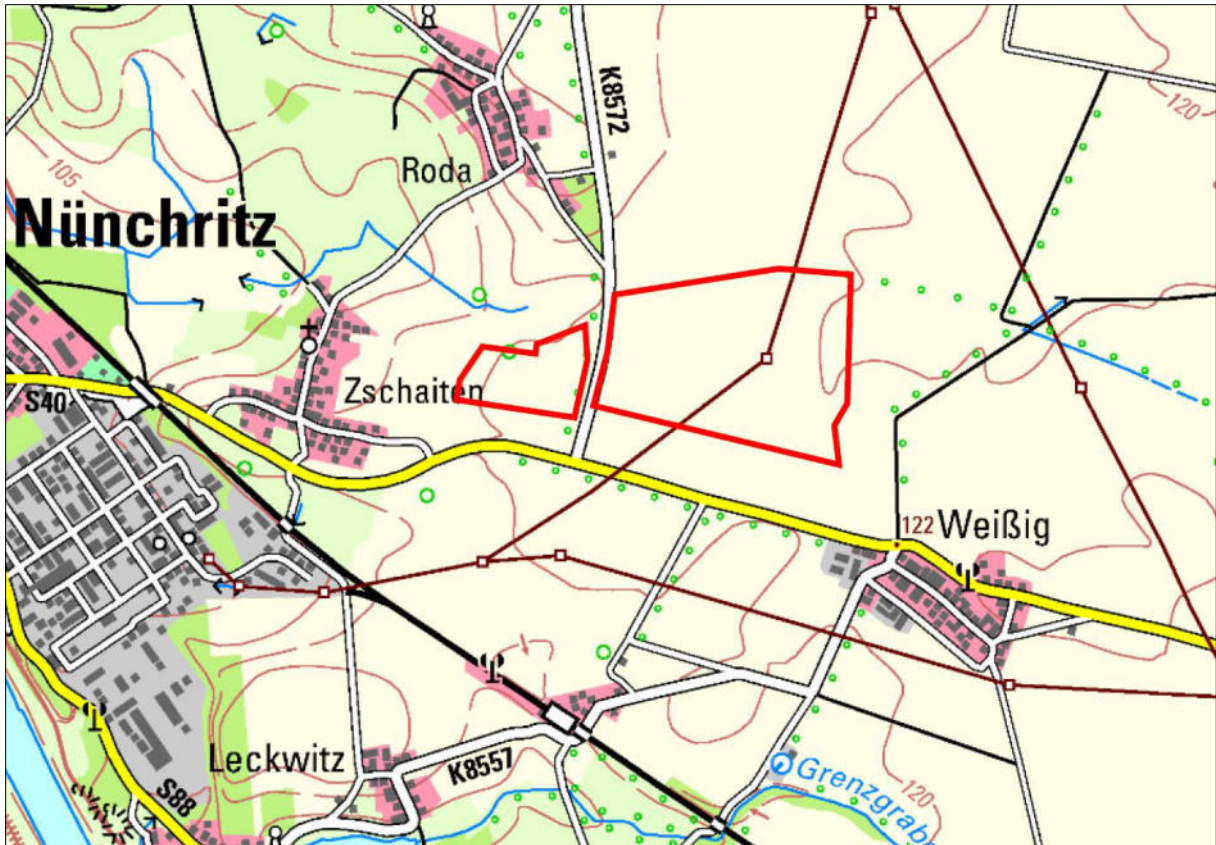 K8572
120
Roda
105
Nünchritz
Zschaiten
S40
122 Weißig
Leckwitz
K8557
Grenzgrab
120
S88